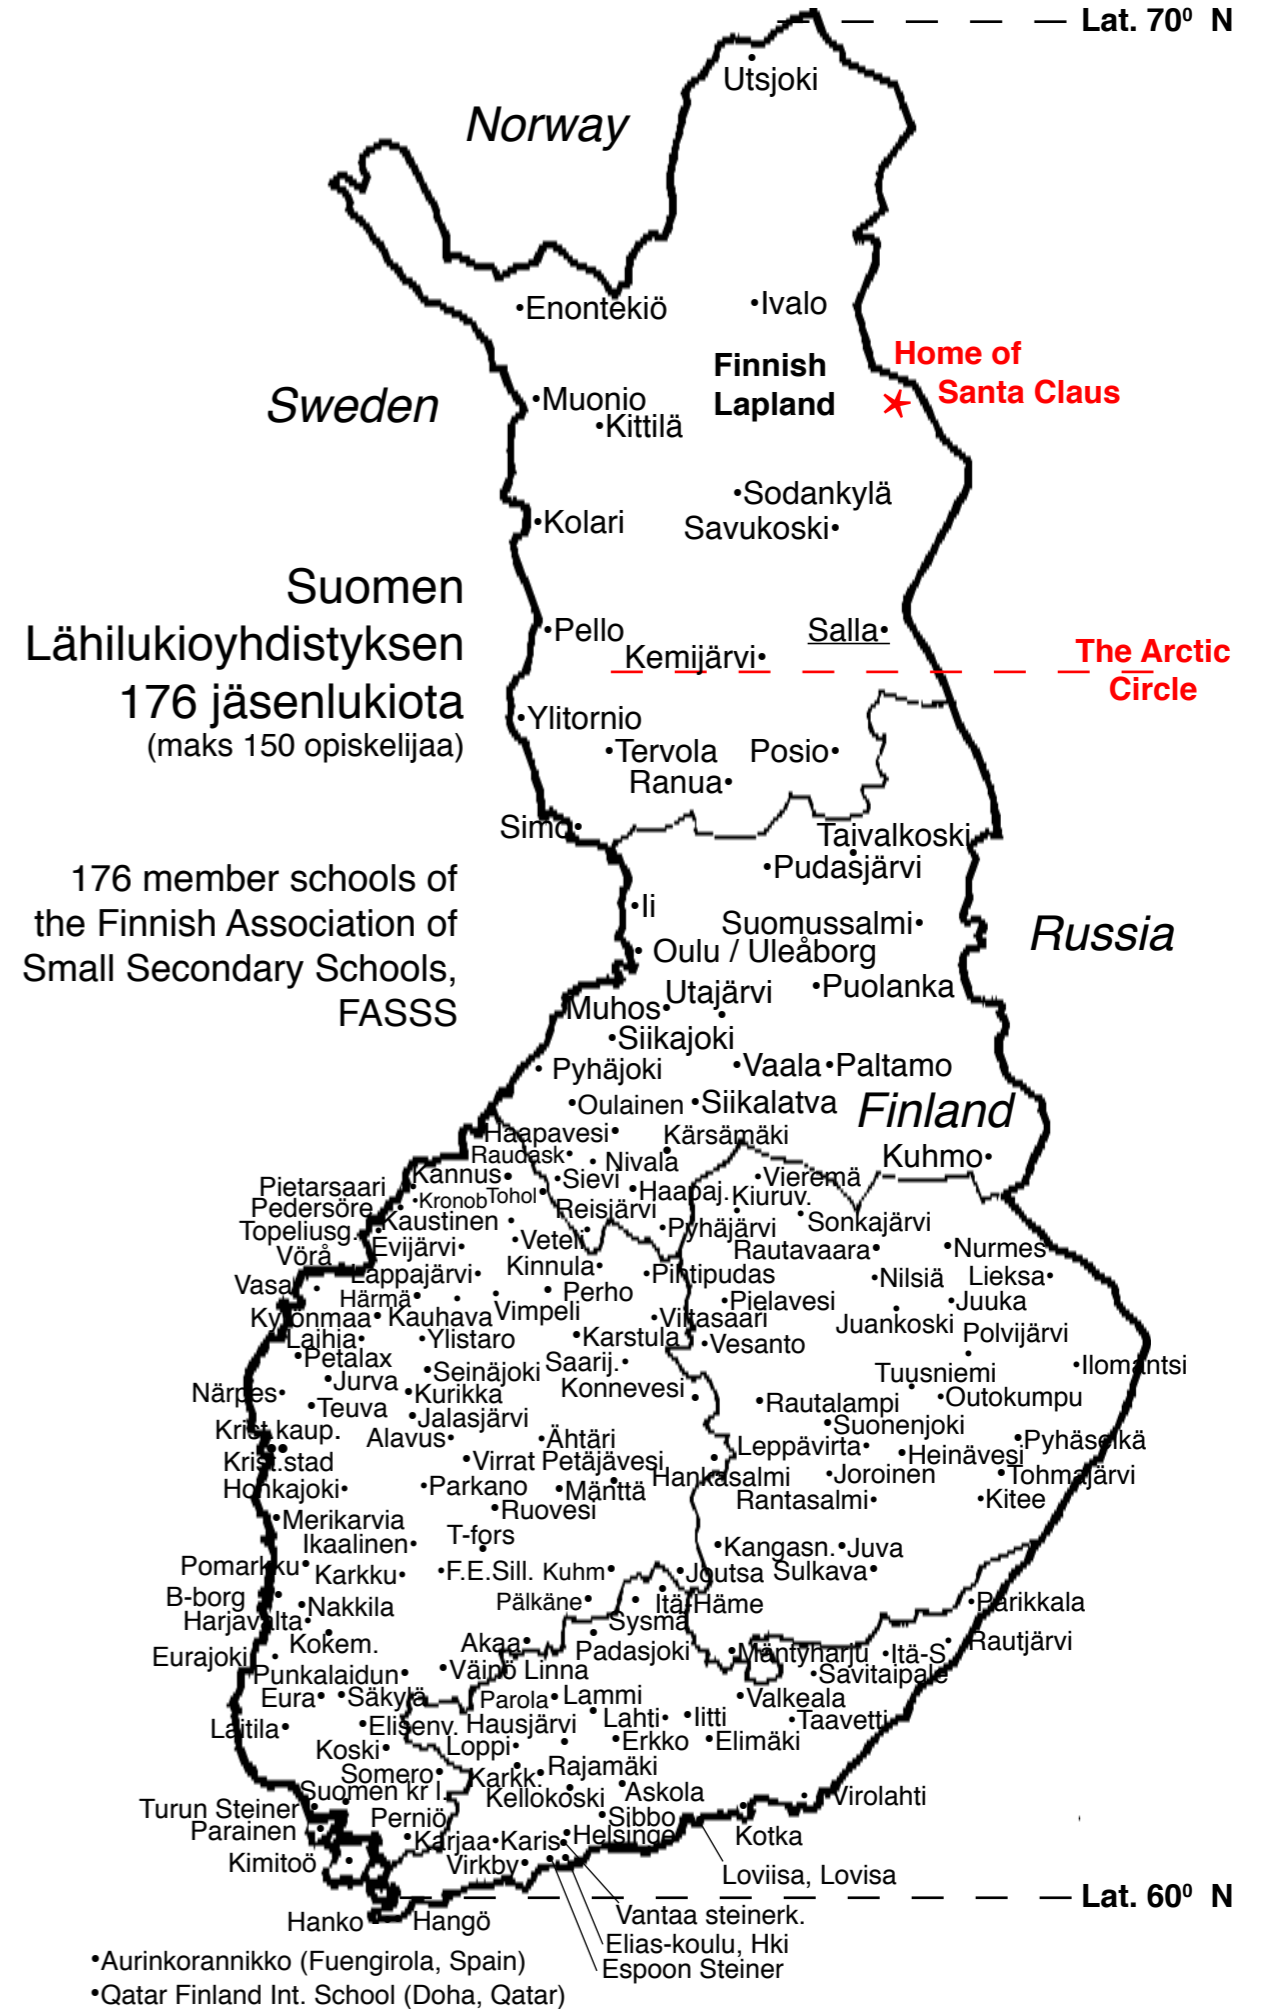 Lat. 70⁰ N
Utsjoki
Norway
•Enontekiö
•Ivalo
Home of
Santa Claus
Finnish
Lapland
Sweden
•Muonio
•Kittilä
•Sodankylä
Savukoski•
•Kolari
Suomen
Lähilukioyhdistyksen
176 jäsenlukiota
(maks 150 opiskelijaa)
•Pello
Salla•
Kemijärvi•
The Arctic
Circle
•Ylitornio
•Tervola
Posio•
Ranua•
Simo•
Taivalkoski
•Pudasjärvi
176 member schools of
the Finnish Association of
Small Secondary Schools,
FASSS
•Ii
Suomussalmi•
Russia
• Oulu / Uleåborg
•Puolanka
Utajärvi
Muhos•
•Siikajoki
• Pyhäjoki
•Vaala
•Paltamo
•Oulainen
•Siikalatva
Finland
Haapavesi•
Kärsämäki
Raudask•
• Nivala
Kuhmo•
Kannus•
•Sievi
•Vieremä
Pietarsaari
•Kronob
Tohol•
•Haapaj.
Kiuruv.
Pedersöre
Reisjärvi
Topeliusg.
Kaustinen •
•Pyhäjärvi
•Sonkajärvi
Vörå
Evijärvi•
•Veteli
Rautavaara•
•Nurmes
Lappajärvi•
Kinnula•
•Pihtipudas
•Nilsiä
Lieksa•
Vasa
Härmä•
• Perho
•Pielavesi
•Juuka
Kyrönmaa•
Kauhava
Vimpeli
•Viitasaari
Juankoski
Polvijärvi
Laihia•
•Ylistaro
•Karstula
•Vesanto
•Petalax
•Seinäjoki
Saarij.•
•Ilomantsi
•Jurva
Konnevesi
Tuusniemi
Närpes•
•Kurikka
•Rautalampi
•Outokumpu
•Teuva
•Jalasjärvi
•Suonenjoki
Krist.kaup.
Alavus•
•Ähtäri
Leppävirta•
•Heinävesi
•Pyhäselkä
Krist.stad
•Virrat
Petäjävesi
Hankasalmi
•Joroinen
•Tohmajärvi
Honkajoki•
•Parkano
•Mänttä
Rantasalmi•
•Kitee
•Merikarvia
•Ruovesi
Ikaalinen•
T-fors
•Kangasn.
•Juva
Pomarkku•
Karkku•
•F.E.Sill.
Kuhm•
•Joutsa
Sulkava•
B-borg
•Nakkila
Pälkäne•
Itä-Häme
•Parikkala
Harjavalta•
Sysmä
Kokem.
Akaa•
Padasjoki
•Mäntyharju
•Itä-S.
Rautjärvi
Eurajoki
Punkalaidun•
•Väinö Linna
•Savitaipale
Eura•
•Säkylä
Parola•
Lammi
•Valkeala
Laitila•
•Elisenv.
Hausjärvi
Lahti•
•Iitti
•Taavetti
Koski•
Loppi•
•Erkko
•Elimäki
Somero•
Karkk.
•Rajamäki
Suomen kr l.
Kellokoski
•Askola
•Virolahti
Turun Steiner
Perniö
•Sibbo
Parainen
•Karjaa
•Karis
•Helsinge
Kotka
Kimitoö
Virkby•
Loviisa, Lovisa
Lat. 60⁰ N
Hanko
Hangö
Vantaa steinerk.
Elias-koulu, Hki
Espoon Steiner
•Aurinkorannikko (Fuengirola, Spain)
•Qatar Finland Int. School (Doha, Qatar)